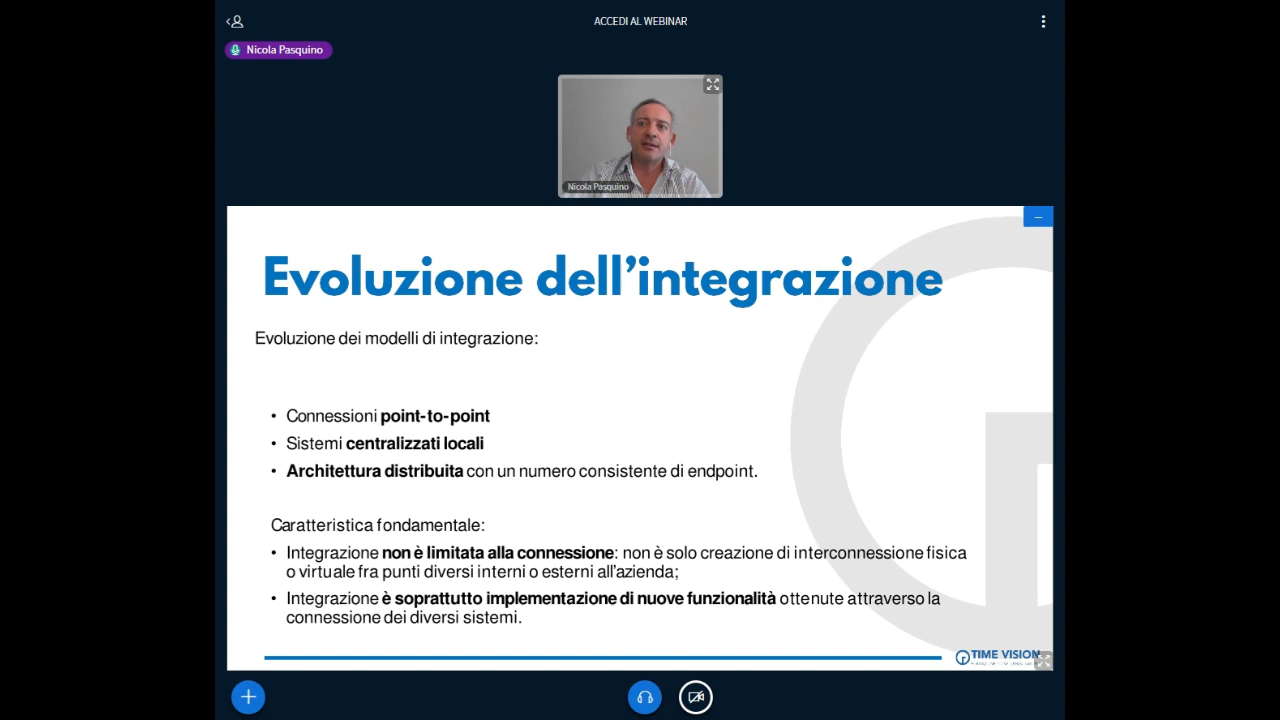 ACCEDI AL WEBINAR
Nicola Pasquino
Nicola Pasquino
Evoluzione dell'integrazione
Evoluzione dei modelli di integrazione:
• Connessioni point-to-point
• Sistemi centralizzati locali
• Architettura distribuita con un numero consistente di endpoint.
Caratteristica fondamentale:
• Integrazione non è limitata alla connessione: non è solo creazione di interconnessione fisica
o virtuale fra punti diversi interni o esterni all'azienda;
• Integrazione è soprattutto implementazione di nuove funzionalità ottenute attraverso la
connessione dei diversi sistemi.
TIME VISION